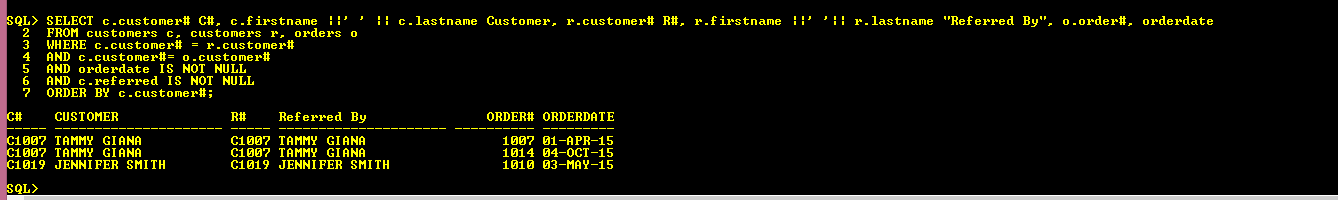 SQL> SELECT c.customer# C#, c.firstname ||' ' || c.lastname Customer, r.customer# R#, r.firstname ||' '|| r.lastname "Referred By", o.order#, orderdate
2 FROM customers c, customers r, orders o
3 WHERE c.customer# = r.customer#
4 AND c.customer#= o.customer#
5 AND orderdate IS NOT NULL
6 AND c.referred IS NOT NULL
7 ORDER BY c.customer#;
C# CUSTOMER R# Referred By ORDER# ORDERDATE
----- --------------------- ----- --------------------- ---------- ---------
C1007 TAMMY GIANA C1007 TAMMY GIANA 1007 01-APR-15
C1007 TAMMY GIANA C1007 TAMMY GIANA 1014 04-OCT-15
C1019 JENNIFER SMITH C1019 JENNIFER SMITH 1010 03-MAY-15
SQL>